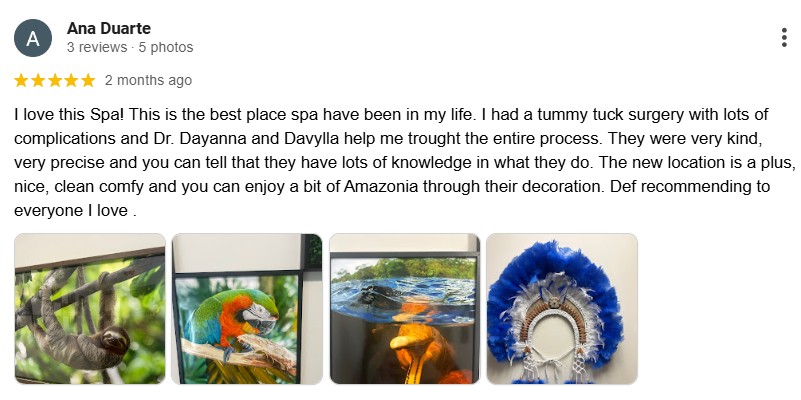 A
Ana Duarte
3 reviews · 5 photos
2 months ago
I love this Spa! This is the best place spa have been in my life. I had a tummy tuck surgery with lots of
complications and Dr. Dayanna and Davylla help me trought the entire process. They were very kind,
very precise and you can tell that they have lots of knowledge in what they do. The new location is a plus,
nice, clean comfy and you can enjoy a bit of Amazonia through their decoration. Def recommending to
everyone I love .